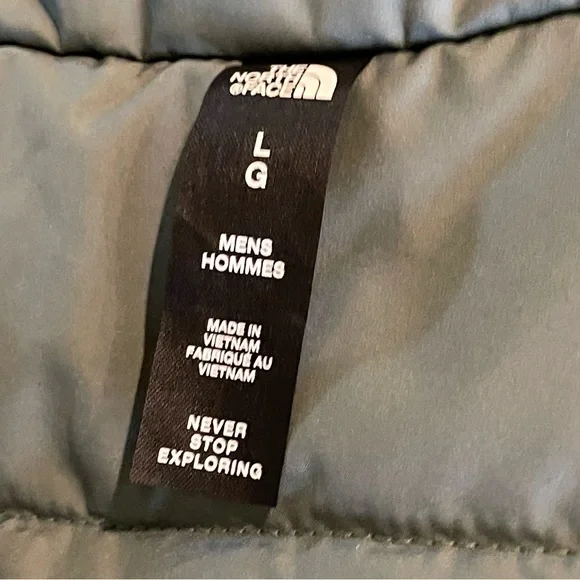 THE
NORTH
FACE
L
G
MENS
HOMMES
MADE IN
VIETNAM
FABRIQUÉ AU
VIETNAM
NEVER
STOP
EXPLORING